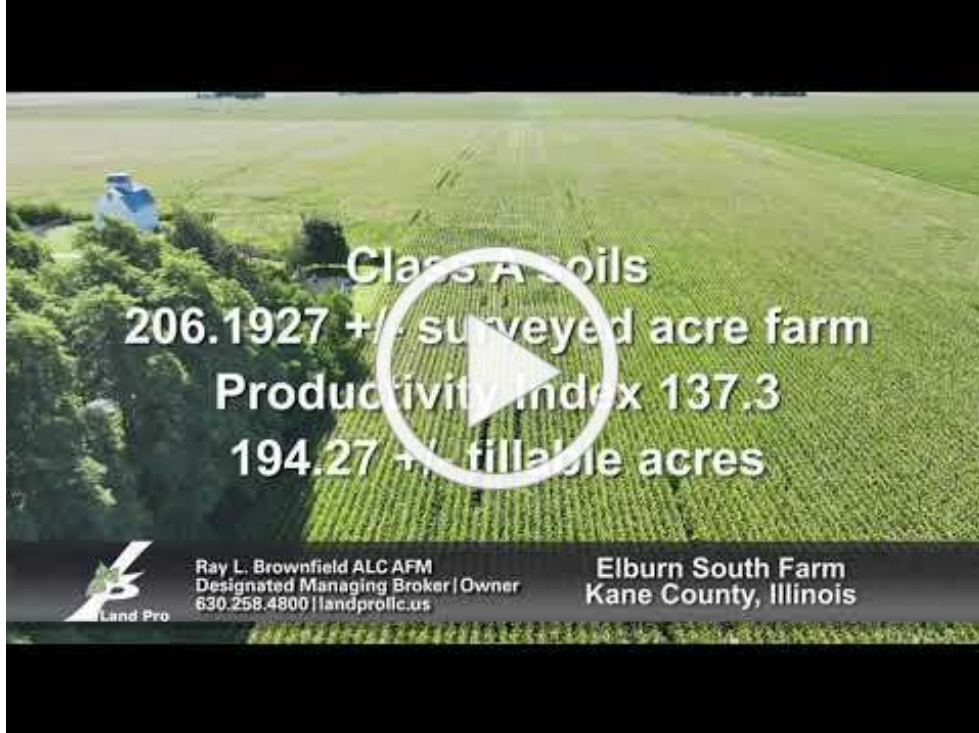 Class A soils
206.1927 +/- surveyed acre farm
Productivity Index 137.3
194.27 +/- tillable acres
Land Pro
Ray L. Brownfield ALC AFM
Designated Managing Broker|Owner
630.258.4800||landprollc.us
Elburn South Farm
Kane County, Illinois